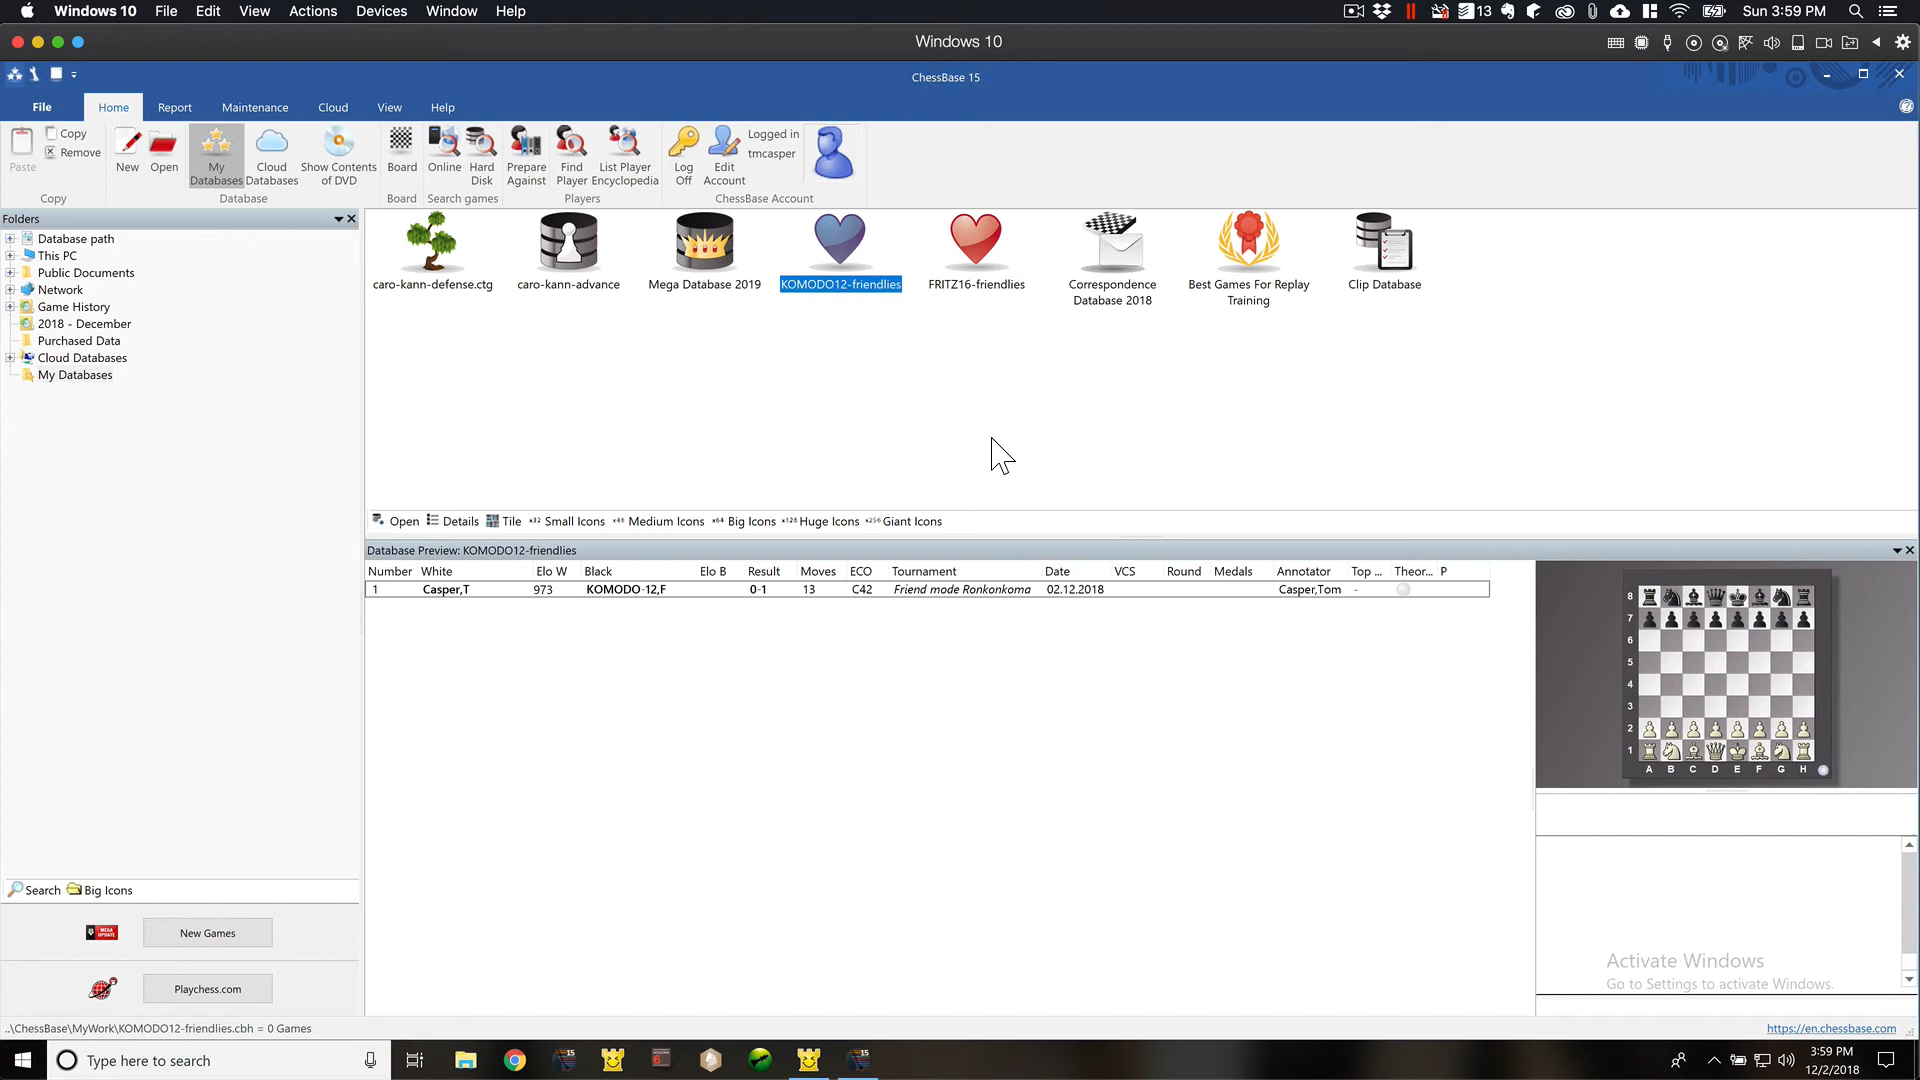 Windows 10 File Edit View Actions Devices Window Help
13 Sun 3:59 PM
Windows 10
ChessBase 15
File Home Report Maintenance Cloud View Help
Paste Copy Remove
New Open My Databases Cloud Databases Show Contents of DVD
Board Online Hard Disk
Prepare Against Find Player List Player Encyclopedia
Log Off Edit Account Logged in tmcasper
Copy Database Board Search games Players ChessBase Account
Folders
Database path
This PC
Public Documents
Network
Game History
2018 - December
Purchased Data
Cloud Databases
My Databases
caro-kann-defense.ctg caro-kann-advance Mega Database 2019 KOMODO12-friendlies FRITZ16-friendlies Correspondence Database 2018 Best Games For Replay Training Clip Database
Open Details Tile x32 Small Icons x48 Medium Icons x64 Big Icons x128 Huge Icons x256 Giant Icons
Database Preview: KOMODO12-friendlies
Number White Elo W Black Elo B Result Moves ECO Tournament Date VCS Round Medals Annotator Top ... Theor... P
1 Casper,T 973 KOMODO-12,F 0-1 13 C42 Friend mode Ronkonkoma 02.12.2018 Casper,Tom -
8
7
6
5
4
3
2
1
A B C D E F G H
Search Big Icons
MEGA UPDATE New Games
Playchess.com
Activate Windows
Go to Settings to activate Windows.
..\ChessBase\MyWork\KOMODO12-friendlies.cbh = 0 Games
https://en.chessbase.com
Type here to search
15 6 15
3:59 PM
12/2/2018